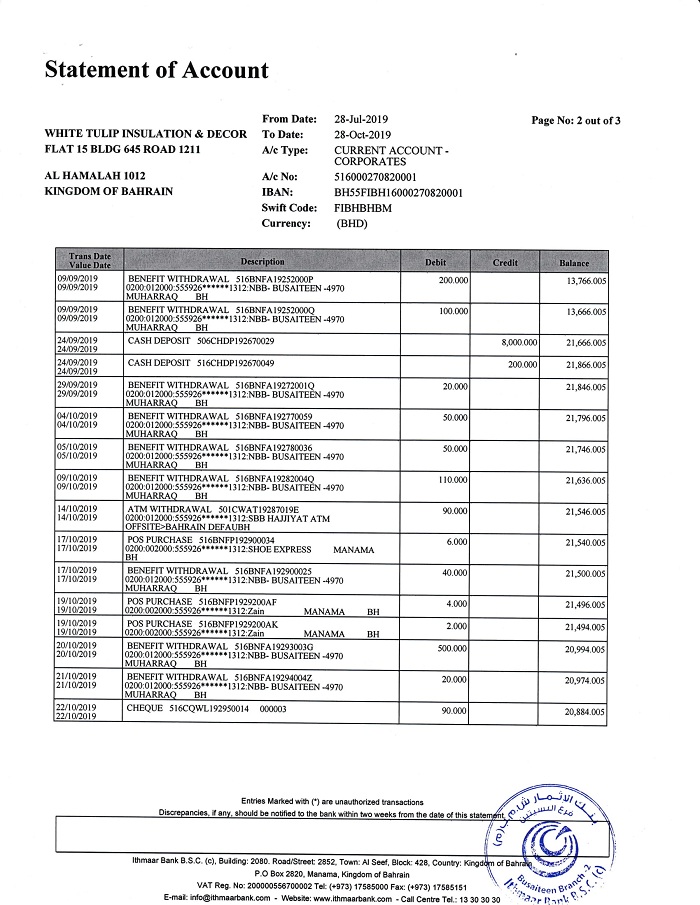 Statement of Account
From Date: 28-Jul-2019 Page No: 2 out of 3
WHITE TULIP INSULATION & DECOR To Date: 28-Oct-2019
FLAT 15 BLDG 645 ROAD 1211 A/c Type: CURRENT ACCOUNT -
CORPORATES
AL HAMALAH 1012 A/c No: 516000270820001
KINGDOM OF BAHRAIN IBAN: BH55FIBH16000270820001
Swift Code: FIBHBHBM
Currency: (BHD)
Trans Date
Value Date Description Debit Credit Balance
09/09/2019 BENEFIT WITHDRAWAL 516BNFA19252000P 200.000 13,766.005
09/09/2019 0200:012000:555926******1312:NBB- BUSAITEEN -4970
MUHARRAQ BH
09/09/2019 BENEFIT WITHDRAWAL 516BNFA19252000Q 100.000 13,666.005
09/09/2019 0200:012000:555926******1312:NBB- BUSAITEEN -4970
MUHARRAQ BH
24/09/2019 CASH DEPOSIT 506CHDP192670029 8,000.000 21,666.005
24/09/2019
24/09/2019 CASH DEPOSIT 516CHDP192670049 200.000 21,866.005
24/09/2019
29/09/2019 BENEFIT WITHDRAWAL 516BNFA19272001Q 20.000 21,846.005
29/09/2019 0200:012000:555926******1312:NBB- BUSAITEEN -4970
MUHARRAQ BH
04/10/2019 BENEFIT WITHDRAWAL 516BNFA192770059 50.000 21,796.005
04/10/2019 0200:012000:555926******1312:NBB- BUSAITEEN -4970
MUHARRAQ BH
05/10/2019 BENEFIT WITHDRAWAL 516BNFA192780036 50.000 21,746.005
05/10/2019 0200:012000:555926******1312:NBB- BUSAITEEN -4970
MUHARRAQ BH
09/10/2019 BENEFIT WITHDRAWAL 516BNFA19282004Q 110.000 21,636.005
09/10/2019 0200:012000:555926******1312:NBB- BUSAITEEN -4970
MUHARRAQ BH
14/10/2019 ATM WITHDRAWAL 501CWAT19287019E 90.000 21,546.005
14/10/2019 0200:012000:555926******1312:SBB HAJJIYAT ATM
OFFSITE>BAHRAIN DEFAUBH
17/10/2019 POS PURCHASE 516BNFP192900034 6.000 21,540.005
17/10/2019 0200:002000:555926******1312:SHOE EXPRESS MANAMA
BH
17/10/2019 BENEFIT WITHDRAWAL 516BNFA192900025 40.000 21,500.005
17/10/2019 0200:012000:555926******1312:NBB- BUSAITEEN -4970
MUHARRAQ BH
19/10/2019 POS PURCHASE 516BNFP1929200AF 4.000 21,496.005
19/10/2019 0200:002000:555926******1312:Zain MANAMA BH
19/10/2019 POS PURCHASE 516BNFP1929200AK 2.000 21,494.005
19/10/2019 0200:002000:555926******1312:Zain MANAMA BH
20/10/2019 BENEFIT WITHDRAWAL 516BNFA19293003G 500.000 20,994.005
20/10/2019 0200:012000:555926******1312:NBB- BUSAITEEN -4970
MUHARRAQ BH
21/10/2019 BENEFIT WITHDRAWAL 516BNFA19294004Z 20.000 20,974.005
21/10/2019 0200:012000:555926******1312:NBB- BUSAITEEN -4970
MUHARRAQ BH
22/10/2019 CHEQUE 516CQWL192950014 000003 90.000 20,884.005
22/10/2019
Entries Marked with (*) are unauthorized transactions
Discrepancies, if any, should be notified to the bank within two weeks from the date of this statement
بنك الإثمار ش.م.ب (م)
فرع البسيتين
Busaiteen Branch-2
Ithmaar Bank B.S.C. (c)
Ithmaar Bank B.S.C. (c), Building: 2080. Road/Street: 2852, Town: Al Seef, Block: 428, Country: Kingdom of Bahrain
P.O Box 2820, Manama, Kingdom of Bahrain
VAT Reg. No: 200000556700002 Tel: (+973) 17585000 Fax: (+973) 17585151
E-mail: info@ithmaarbank.com - Website: www.ithmaarbank.com - Call Centre Tel.: 13 30 30 30